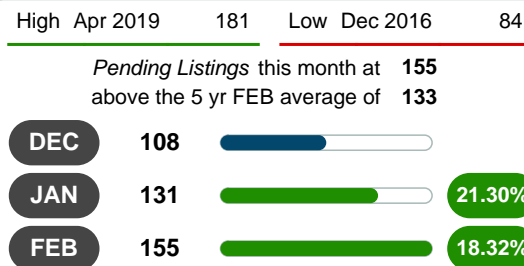 High Apr 2019 181 Low Dec 2016 84
Pending Listings this month at 155
above the 5 yr FEB average of 133
DEC 108
JAN 131 21.30%
FEB 155 18.32%